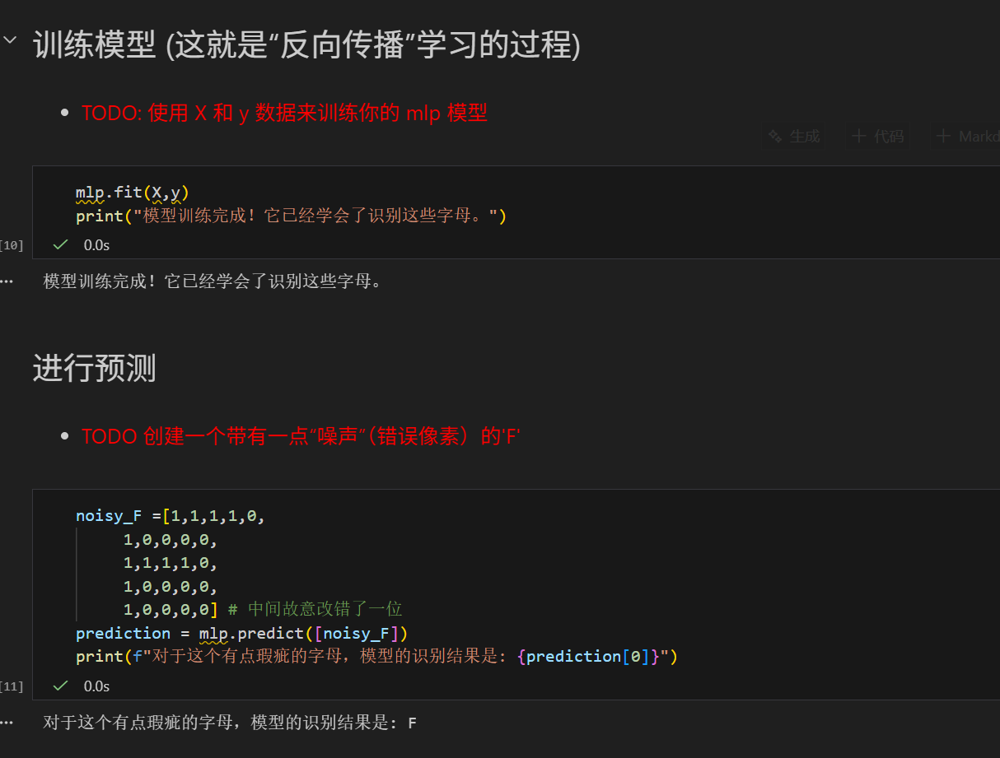 训练模型 (这就是“反向传播”学习的过程)
TODO: 使用 X 和 y 数据来训练你的 mlp 模型
生成 代码 Markd
mlp.fit(X,y)
print("模型训练完成！它已经学会了识别这些字母。")
[10] 0.0s
模型训练完成！它已经学会了识别这些字母。
进行预测
TODO 创建一个带有一点“噪声”（错误像素）的'F'
noisy_F =[1,1,1,1,0,
1,0,0,0,0,
1,1,1,1,0,
1,0,0,0,0,
1,0,0,0,0] # 中间故意改错了一位
prediction = mlp.predict([noisy_F])
print(f"对于这个有点瑕疵的字母，模型的识别结果是: {prediction[0]}")
[11] 0.0s
对于这个有点瑕疵的字母，模型的识别结果是: F